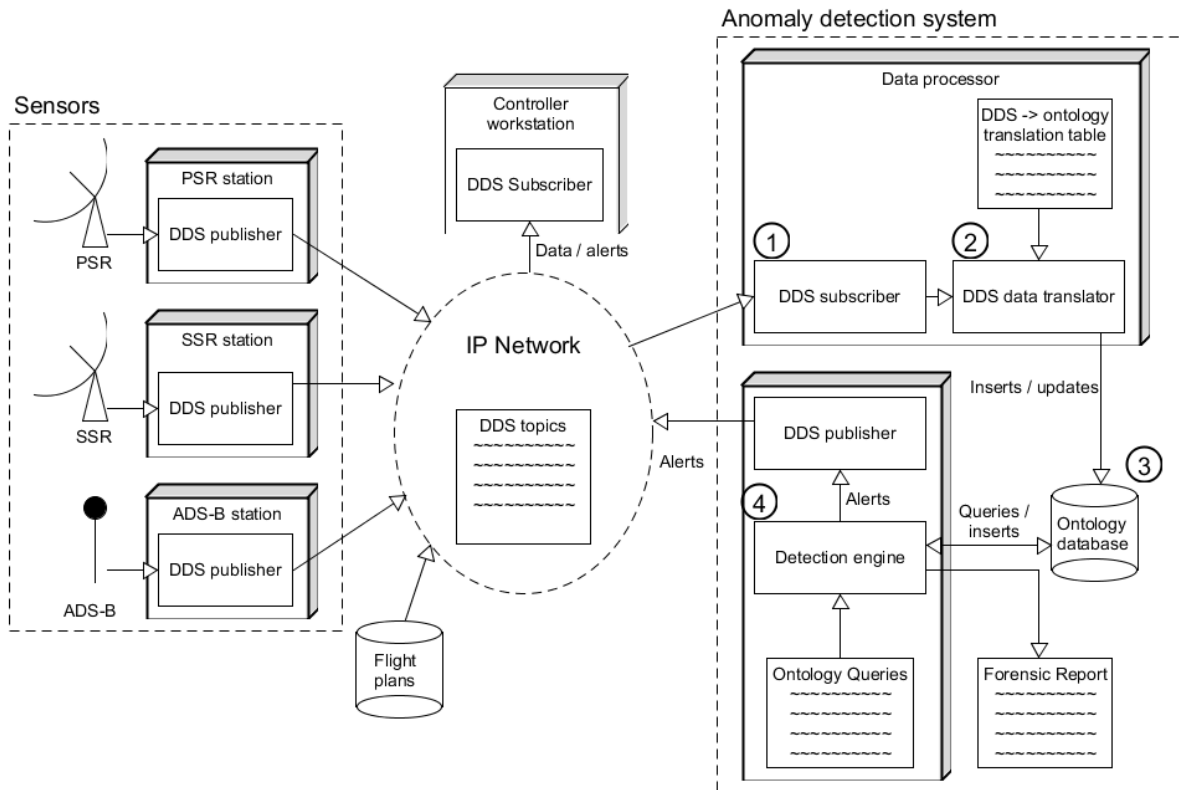 Anomaly detection system
Sensors
Data processor
Controller
workstation
DDS -> ontology
translation table
~~~~~~~~~~
~~~~~~~~~~
~~~~~~~~~~
PSR station
DDS publisher
PSR
DDS Subscriber
Data / alerts
1
2
DDS subscriber
DDS data translator
SSR station
DDS publisher
SSR
IP Network
DDS topics
~~~~~~~~~~
~~~~~~~~~~
~~~~~~~~~~
~~~~~~~~~~
Inserts / updates
DDS publisher
Alerts
Alerts
3
4
ADS-B station
DDS publisher
ADS-B
Queries /
inserts
Ontology
database
Detection engine
Flight
plans
Ontology Queries
~~~~~~~~~~
~~~~~~~~~~
~~~~~~~~~~
~~~~~~~~~~
Forensic Report
~~~~~~~~~~
~~~~~~~~~~
~~~~~~~~~~
~~~~~~~~~~